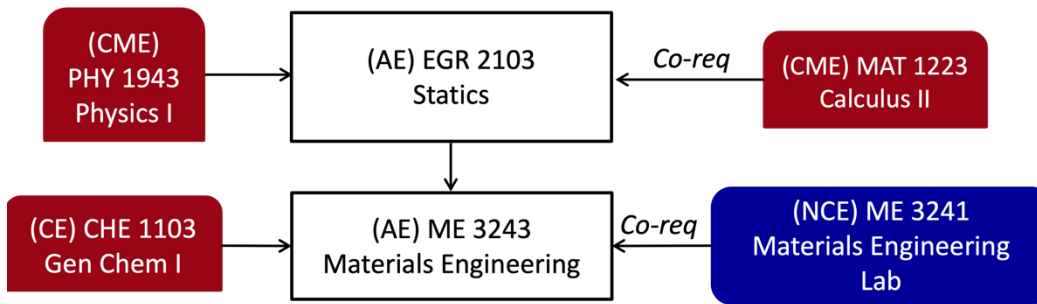 (CME)
PHY 1943
Physics I
(AE) EGR 2103
Statics
Co-req
(CME) MAT 1223
Calculus II
(CE) CHE 1103
Gen Chem I
(AE) ME 3243
Materials Engineering
Co-req
(NCE) ME 3241
Materials Engineering
Lab